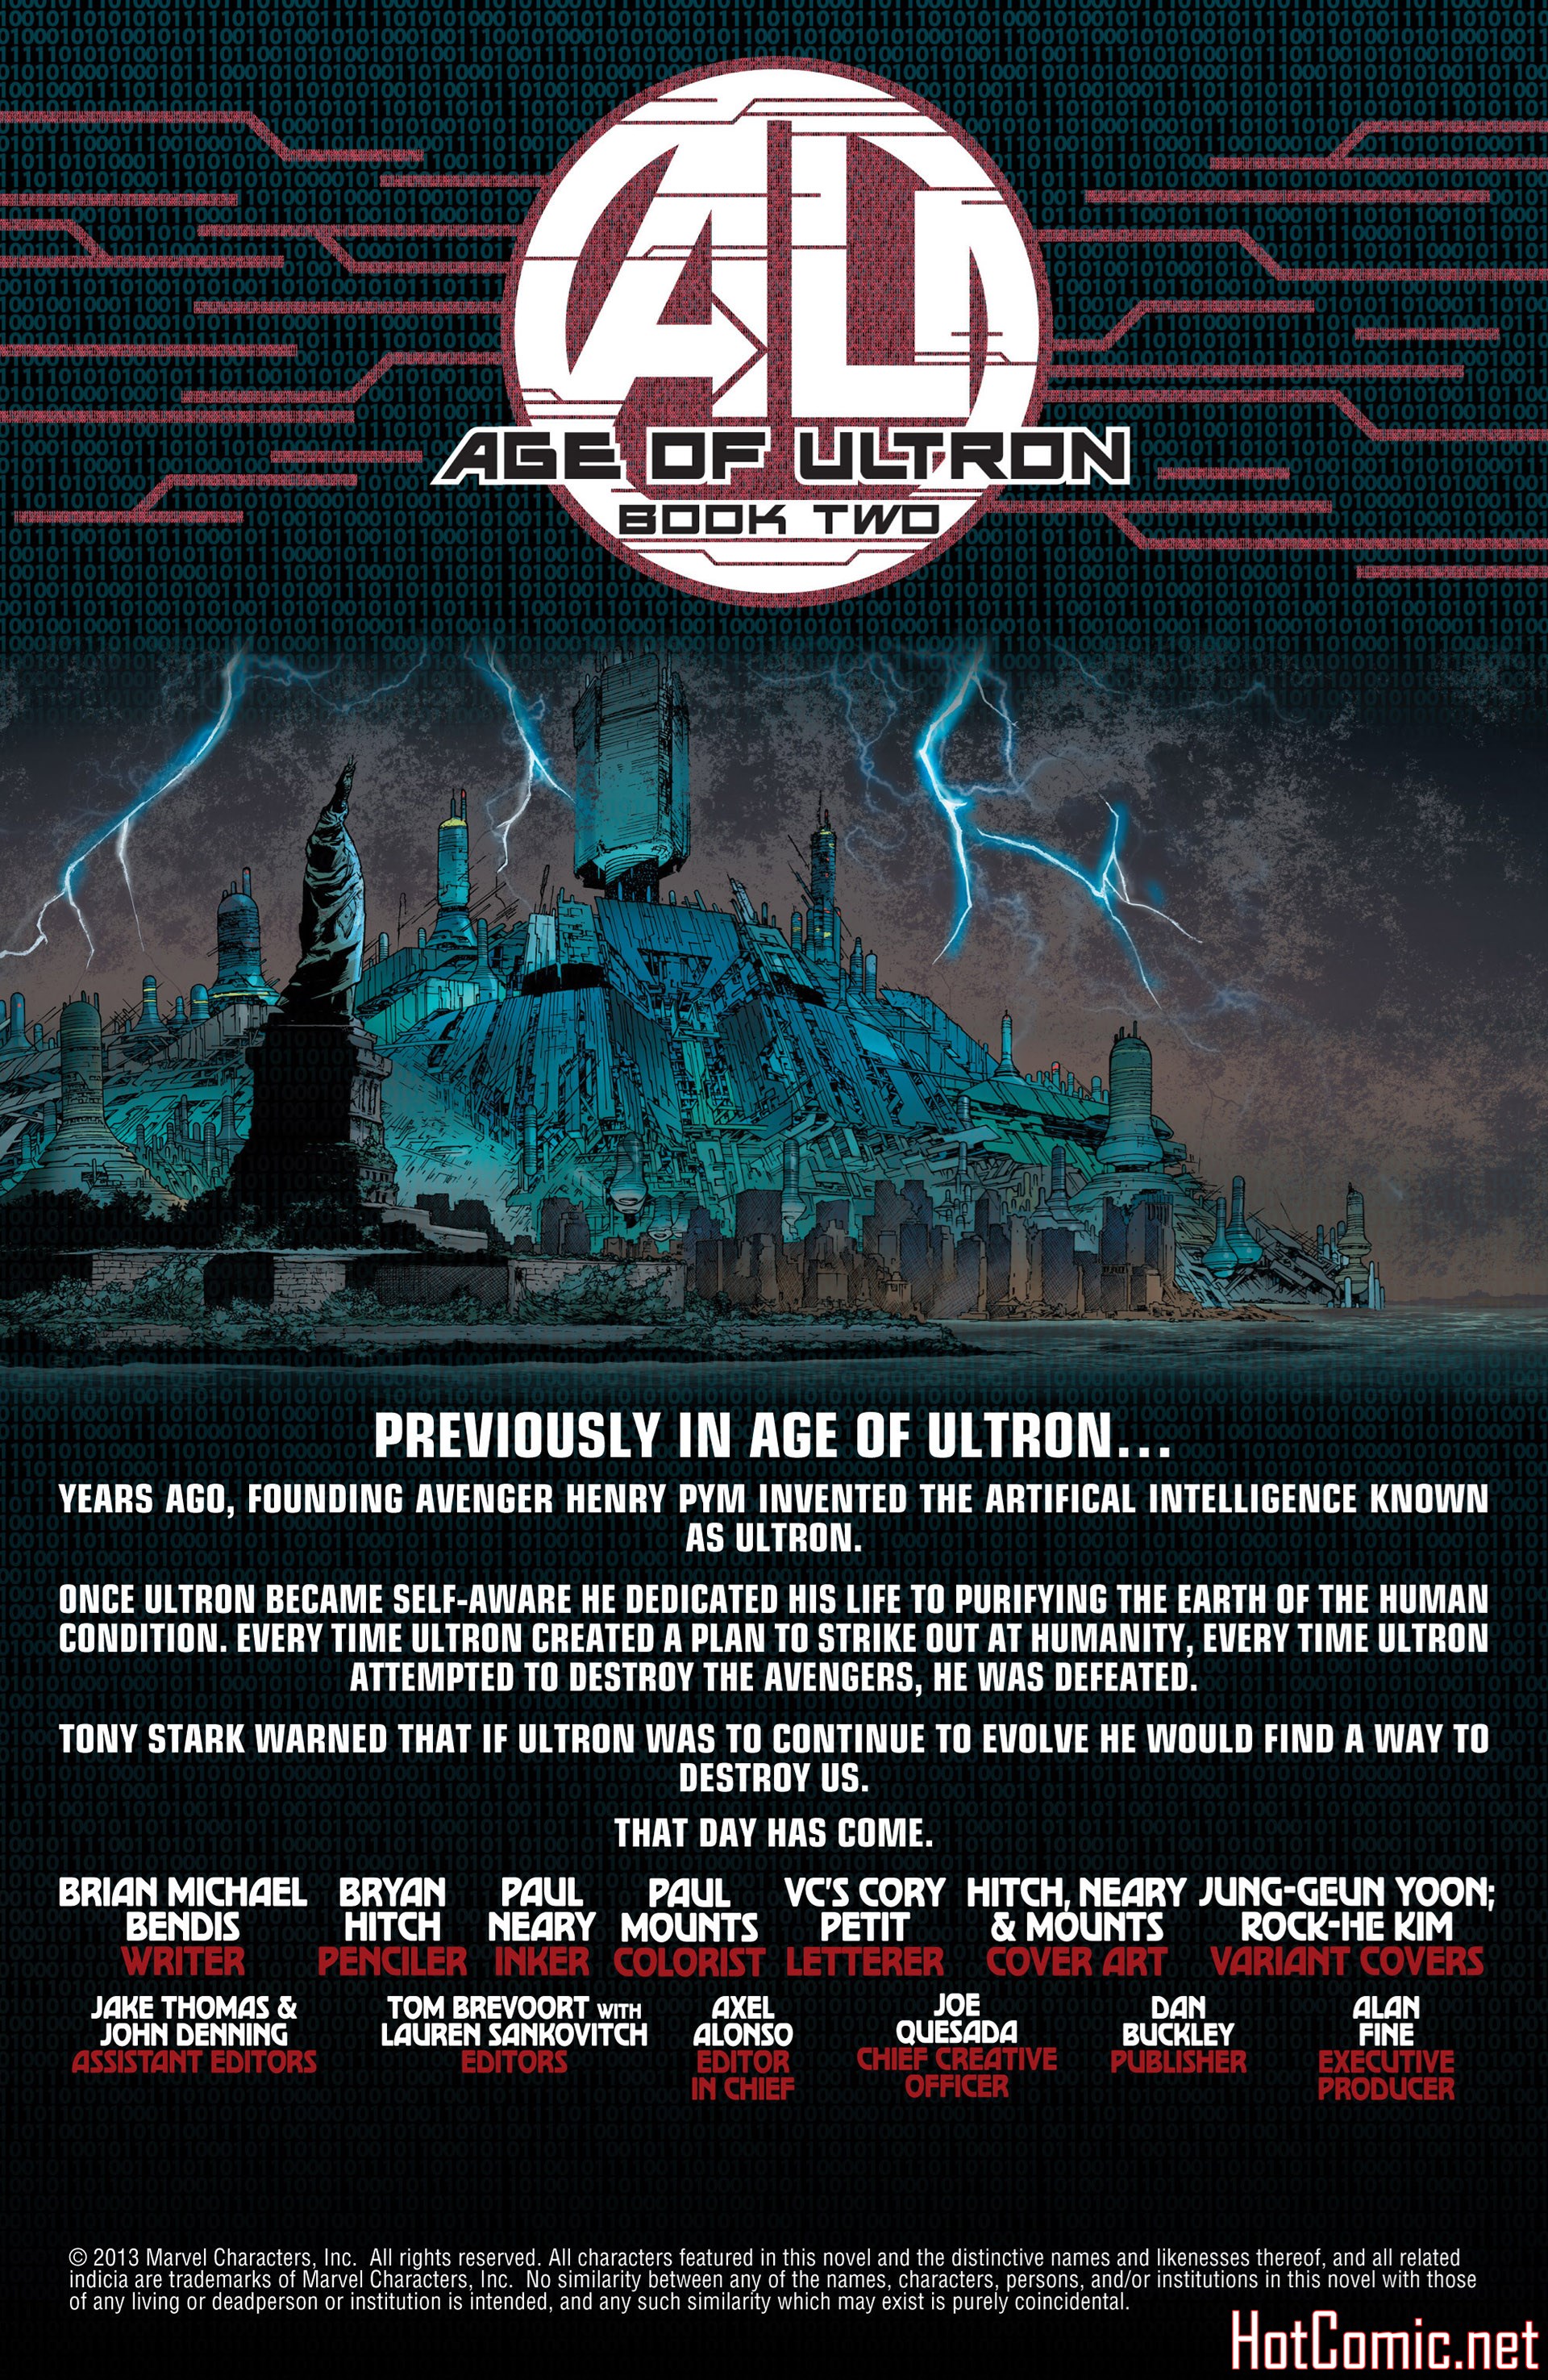 AU
AGE OF ULTRON
BOOK TWO
PREVIOUSLY IN AGE OF ULTRON...
YEARS AGO, FOUNDING AVENGER HENRY PYM INVENTED THE ARTIFICAL INTELLIGENCE KNOWN
AS ULTRON.
ONCE ULTRON BECAME SELF-AWARE HE DEDICATED HIS LIFE TO PURIFYING THE EARTH OF THE HUMAN
CONDITION. EVERY TIME ULTRON CREATED A PLAN TO STRIKE OUT AT HUMANITY, EVERY TIME ULTRON
ATTEMPTED TO DESTROY THE AVENGERS, HE WAS DEFEATED.
TONY STARK WARNED THAT IF ULTRON WAS TO CONTINUE TO EVOLVE HE WOULD FIND A WAY TO
DESTROY US.
THAT DAY HAS COME.
BRIAN MICHAEL
BENDIS
WRITER
BRYAN
HITCH
PENCILER
PAUL
NEARY
INKER
PAUL
MOUNTS
COLORIST
VC'S CORY
PETIT
LETTERER
HITCH, NEARY
& MOUNTS
COVER ART
JUNG-GEUN YOON;
ROCK-HE KIM
VARIANT COVERS
JAKE THOMAS &
JOHN DENNING
ASSISTANT EDITORS
TOM BREVOORT WITH
LAUREN SANKOVITCH
EDITORS
AXEL
ALONSO
EDITOR
IN CHIEF
JOE
QUESADA
CHIEF CREATIVE
OFFICER
DAN
BUCKLEY
PUBLISHER
ALAN
FINE
EXECUTIVE
PRODUCER
© 2013 Marvel Characters, Inc. All rights reserved. All characters featured in this novel and the distinctive names and likenesses thereof, and all related
indicia are trademarks of Marvel Characters, Inc. No similarity between any of the names, characters, persons, and/or institutions in this novel with those
of any living or deadperson or institution is intended, and any such similarity which may exist is purely coincidental.
HotComic.net